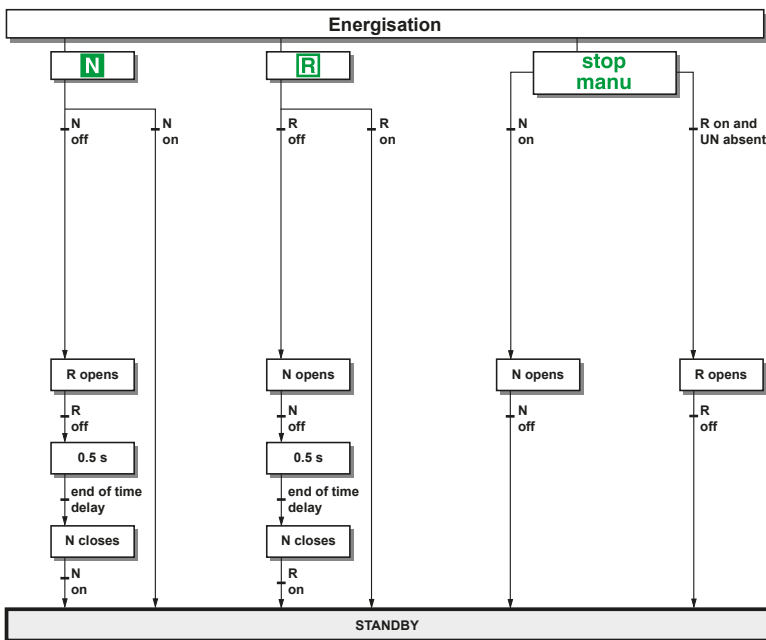 Energisation
N
R
stop
manu
N
off
N
on
R
off
R
on
N
on
R on and
UN absent
R opens
N opens
N opens
R opens
R
off
N
off
N
off
R
off
0.5 s
0.5 s
end of time
delay
end of time
delay
N closes
N closes
N
on
R
on
STANDBY